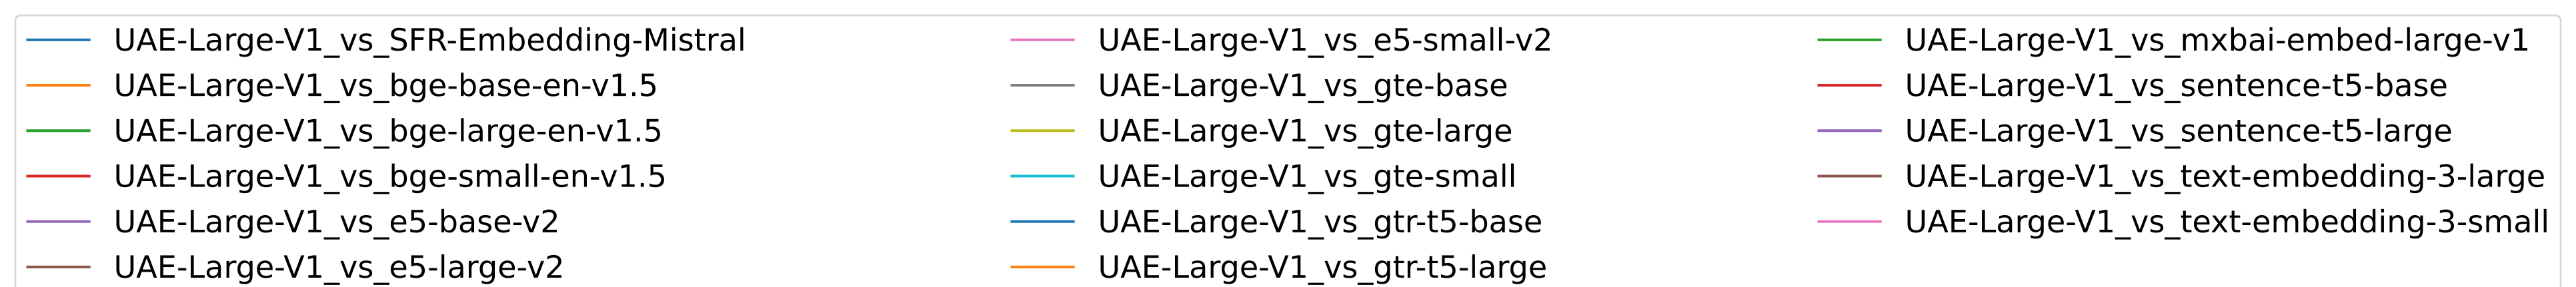 UAE-Large-V1_vs_SFR-Embedding-Mistral
UAE-Large-V1_vs_bge-base-en-v1.5
UAE-Large-V1_vs_bge-large-en-v1.5
UAE-Large-V1_vs_bge-small-en-v1.5
UAE-Large-V1_vs_e5-base-v2
UAE-Large-V1_vs_e5-large-v2
UAE-Large-V1_vs_e5-small-v2
UAE-Large-V1_vs_gte-base
UAE-Large-V1_vs_gte-large
UAE-Large-V1_vs_gte-small
UAE-Large-V1_vs_gtr-t5-base
UAE-Large-V1_vs_gtr-t5-large
UAE-Large-V1_vs_mxbai-embed-large-v1
UAE-Large-V1_vs_sentence-t5-base
UAE-Large-V1_vs_sentence-t5-large
UAE-Large-V1_vs_text-embedding-3-large
UAE-Large-V1_vs_text-embedding-3-small